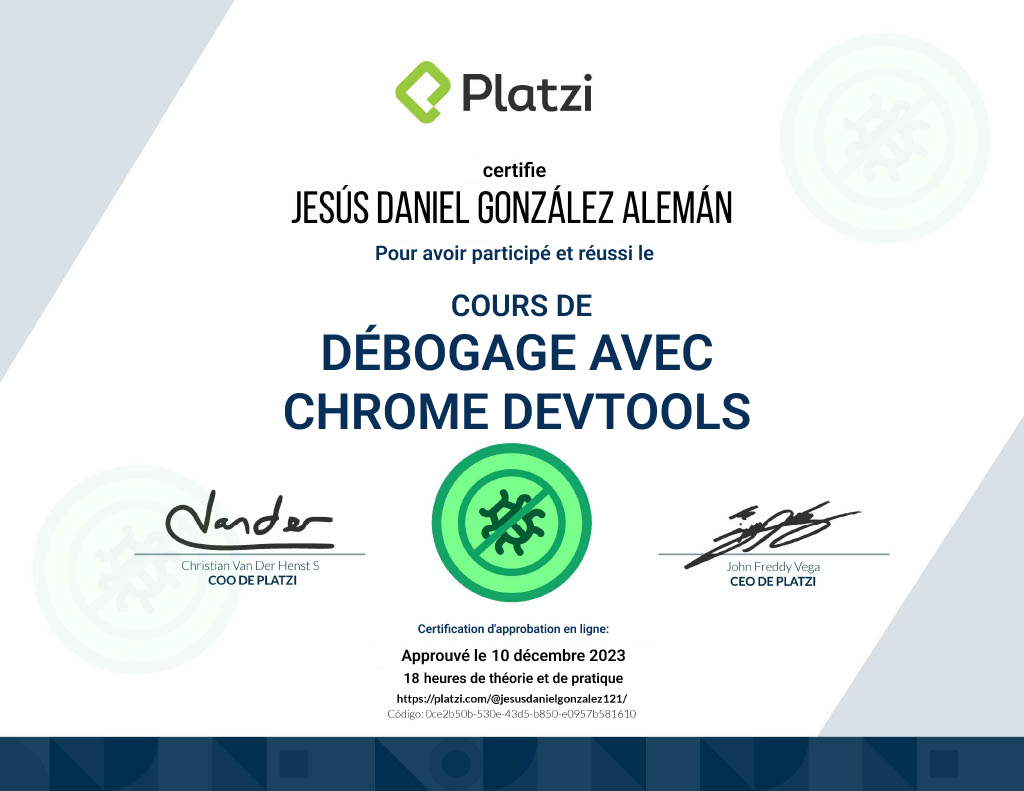 Platzi
certifie
JESÚS DANIEL GONZÁLEZ ALEMÁN
Pour avoir participé et réussi le
COURS DE
DÉBOGAGE AVEC
CHROME DEVTOOLS
Vander
Christian Van Der Henst S
COO DE PLATZI
John Freddy Vega
CEO DE PLATZI
Certification d'approbation en ligne:
Approuvé le 10 décembre 2023
18 heures de théorie et de pratique
https://platzi.com/@jesusdanielgonzalez121/
Código: 0ce2b50b-530e-43d5-b850-e0957b581610